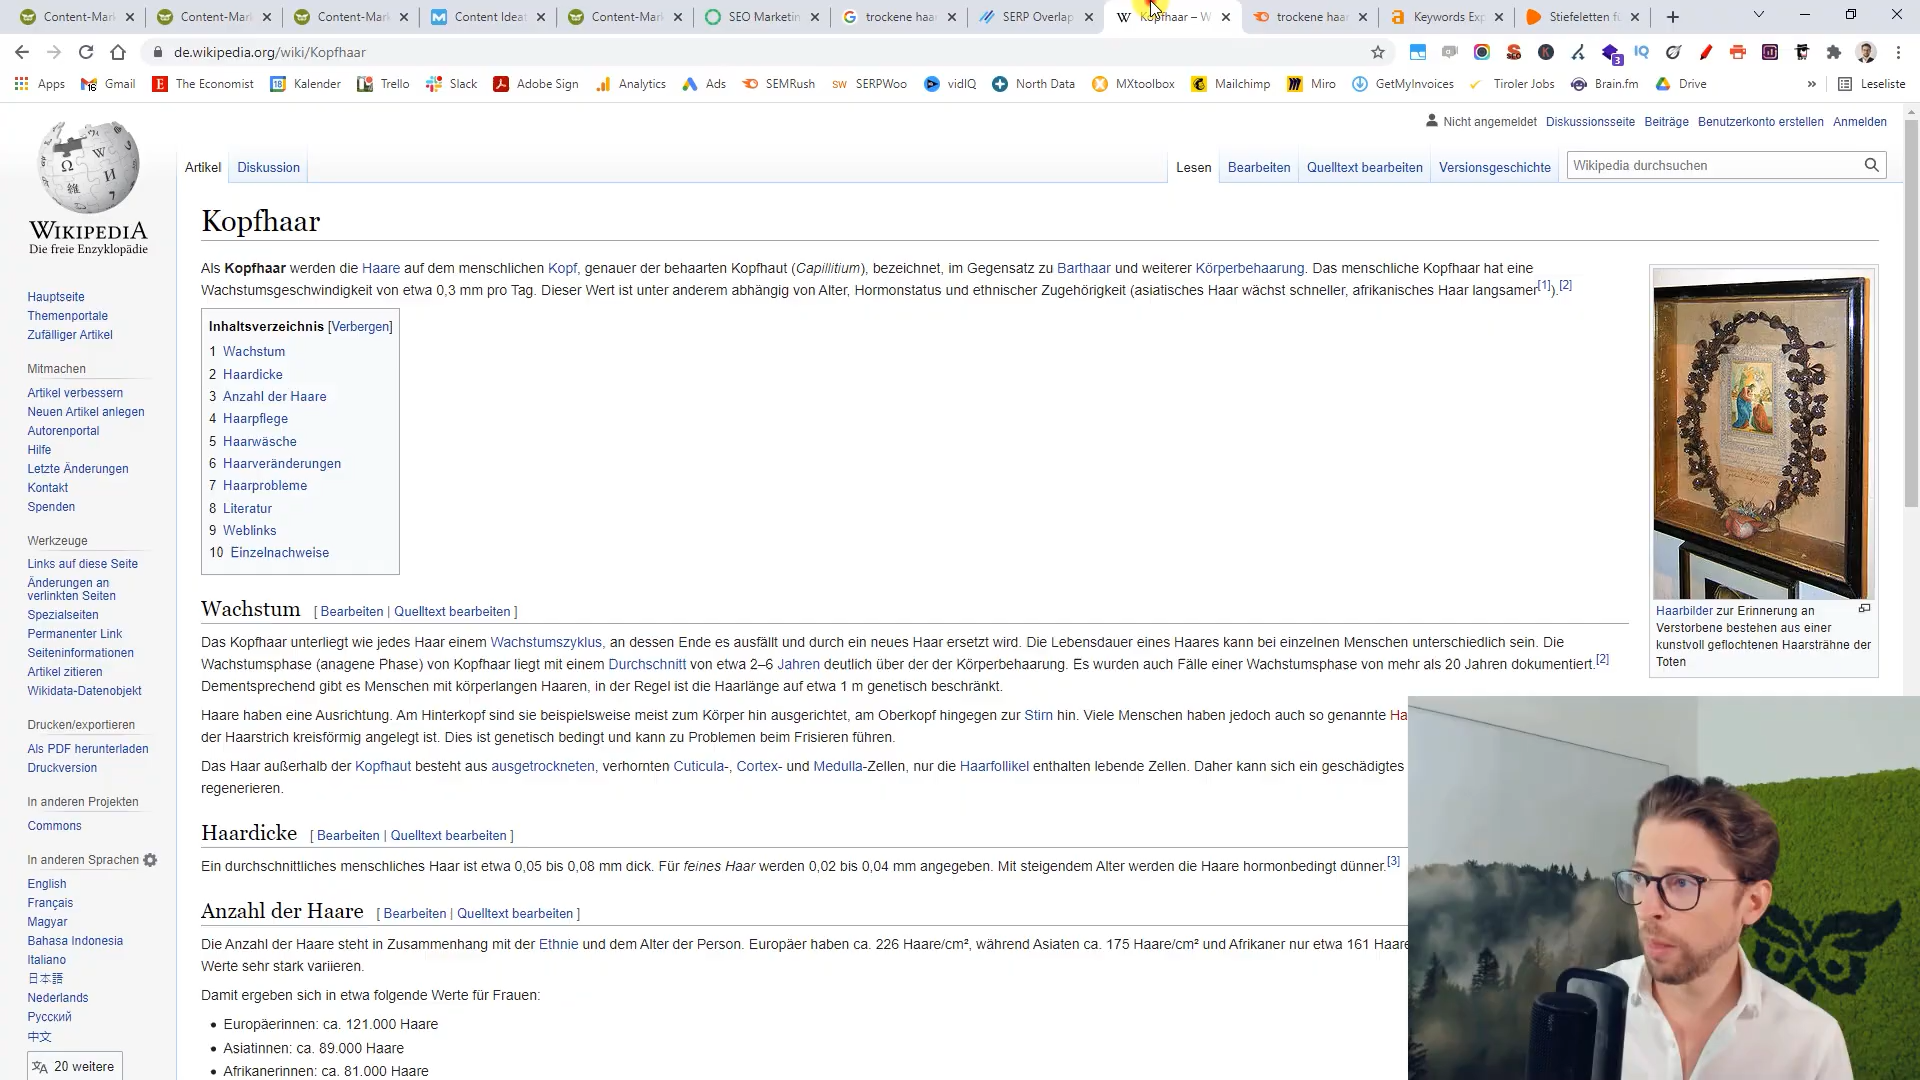 Content-Mar
Content-Mar
Content-Mar
Content Ideat
Content-Mar
SEO Marketin
trockene haa
SERP Overlap
Kopfhaar – W
trockene haar
Keywords Exp
Stiefeletten fü
de.wikipedia.org/wiki/Kopfhaar
Apps
Gmail
The Economist
Kalender
Trello
Slack
Adobe Sign
Analytics
Ads
SEMRush
SERPWoo
vidIQ
North Data
MXtoolbox
Mailchimp
Miro
GetMyInvoices
Tiroler Jobs
Brain.fm
Drive
Leseliste
Nicht angemeldet Diskussionsseite Beiträge Benutzerkonto erstellen Anmelden
WIKIPEDIA
Die freie Enzyklopädie
Artikel Diskussion
Lesen Bearbeiten Quelltext bearbeiten Versionsgeschichte
Wikipedia durchsuchen
Hauptseite
Themenportale
Zufälliger Artikel
Mitmachen
Artikel verbessern
Neuen Artikel anlegen
Autorenportal
Hilfe
Letzte Änderungen
Kontakt
Spenden
Werkzeuge
Links auf diese Seite
Änderungen an
verlinkten Seiten
Spezialseiten
Permanenter Link
Seiteninformationen
Artikel zitieren
Wikidata-Datenobjekt
Drucken/exportieren
Als PDF herunterladen
Druckversion
In anderen Projekten
Commons
In anderen Sprachen
English
Français
Magyar
Bahasa Indonesia
Italiano
日本語
Nederlands
Русский
中文
20 weitere
Kopfhaar
Als Kopfhaar werden die Haare auf dem menschlichen Kopf, genauer der behaarten Kopfhaut (Capillitium), bezeichnet, im Gegensatz zu Barthaar und weiterer Körperbehaarung. Das menschliche Kopfhaar hat eine
Wachstumsgeschwindigkeit von etwa 0,3 mm pro Tag. Dieser Wert ist unter anderem abhängig von Alter, Hormonstatus und ethnischer Zugehörigkeit (asiatisches Haar wächst schneller, afrikanisches Haar langsamer[1]).[2]
Inhaltsverzeichnis [Verbergen]
1 Wachstum
2 Haardicke
3 Anzahl der Haare
4 Haarpflege
5 Haarwäsche
6 Haarveränderungen
7 Haarprobleme
8 Literatur
9 Weblinks
10 Einzelnachweise
Haarbilder zur Erinnerung an
Verstorbene bestehen aus einer
kunstvoll geflochtenen Haarsträhne der
Toten
Wachstum [ Bearbeiten | Quelltext bearbeiten ]
Das Kopfhaar unterliegt wie jedes Haar einem Wachstumszyklus, an dessen Ende es ausfällt und durch ein neues Haar ersetzt wird. Die Lebensdauer eines Haares kann bei einzelnen Menschen unterschiedlich sein. Die
Wachstumsphase (anagene Phase) von Kopfhaar liegt mit einem Durchschnitt von etwa 2–6 Jahren deutlich über der der Körperbehaarung. Es wurden auch Fälle einer Wachstumsphase von mehr als 20 Jahren dokumentiert.[2]
Dementsprechend gibt es Menschen mit körperlangen Haaren, in der Regel ist die Haarlänge auf etwa 1 m genetisch beschränkt.
Haare haben eine Ausrichtung. Am Hinterkopf sind sie beispielsweise meist zum Körper hin ausgerichtet, am Oberkopf hingegen zur Stirn hin. Viele Menschen haben jedoch auch so genannte Ha
der Haarstrich kreisförmig angelegt ist. Dies ist genetisch bedingt und kann zu Problemen beim Frisieren führen.
Das Haar außerhalb der Kopfhaut besteht aus ausgetrockneten, verhornten Cuticula-, Cortex- und Medulla-Zellen, nur die Haarfollikel enthalten lebende Zellen. Daher kann sich ein geschädigtes
regenerieren.
Haardicke [ Bearbeiten | Quelltext bearbeiten ]
Ein durchschnittliches menschliches Haar ist etwa 0,05 bis 0,08 mm dick. Für feines Haar werden 0,02 bis 0,04 mm angegeben. Mit steigendem Alter werden die Haare hormonbedingt dünner.[3]
Anzahl der Haare [ Bearbeiten | Quelltext bearbeiten ]
Die Anzahl der Haare steht in Zusammenhang mit der Ethnie und dem Alter der Person. Europäer haben ca. 226 Haare/cm², während Asiaten ca. 175 Haare/cm² und Afrikaner nur etwa 161 Haare
Werte sehr stark variieren.
Damit ergeben sich in etwa folgende Werte für Frauen:
• Europäerinnen: ca. 121.000 Haare
• Asiatinnen: ca. 89.000 Haare
• Afrikanerinnen: ca. 81.000 Haare